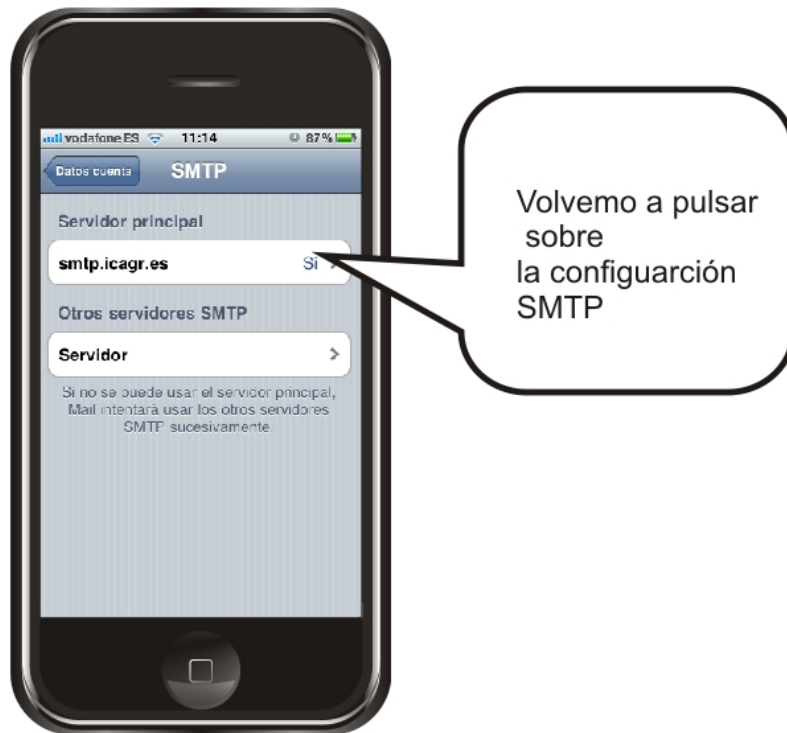 vodafone ES 11:14 87%
Datos cuenta SMTP
Servidor principal
smtp.icagr.es Sí
Otros servidores SMTP
Servidor
Si no se puede usar el servidor principal,
Mail intentará usar los otros servidores
SMTP sucesivamente.
Volvemo a pulsar
sobre
la configuarción
SMTP